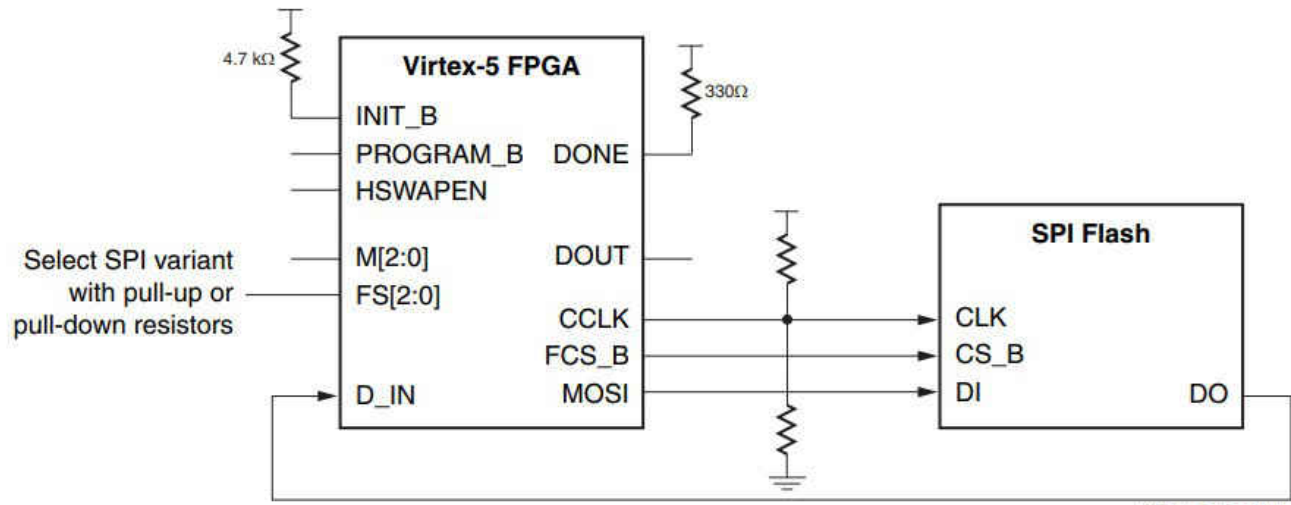 4.7 kΩ
Virtex-5 FPGA
330Ω
INIT_B
PROGRAM_B
DONE
HSWAPEN
SPI Flash
Select SPI variant
with pull-up or
pull-down resistors
M[2:0]
DOUT
FS[2:0]
CCLK
CLK
FCS_B
CS_B
D_IN
MOSI
DI
DO